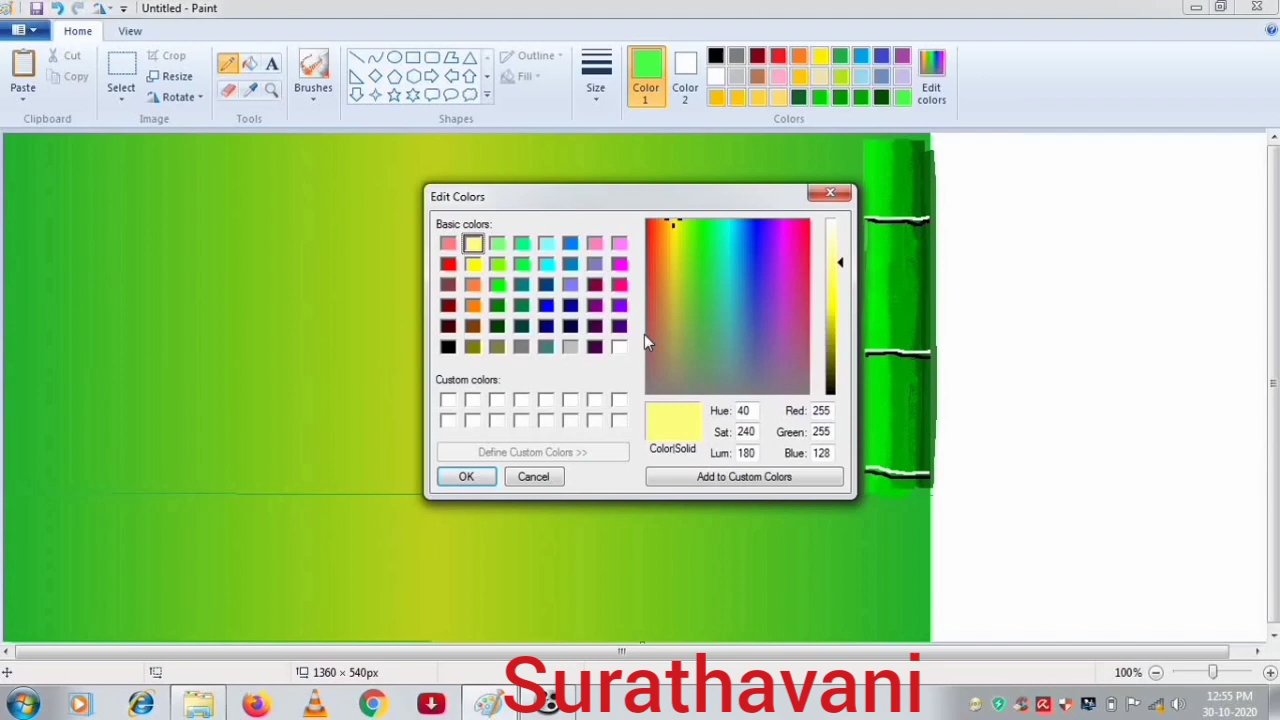 Untitled - Paint
Home View
Paste
Cut
Copy
Clipboard
Select
Crop
Resize
Rotate
Image
A
Tools
Brushes
Shapes
Outline
Fill
Size
Color 1
Color 2
Edit colors
Colors
Edit Colors
Basic colors:
Custom colors:
Define Custom Colors >>
OK Cancel
Color|Solid
Hue: 40 Red: 255
Sat: 240 Green: 255
Lum: 180 Blue: 128
Add to Custom Colors
1360 × 540px
100%
Surathavani
12:55 PM
30-10-2020